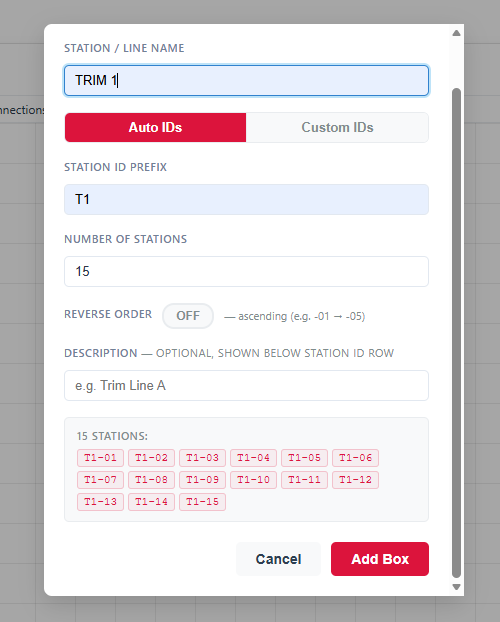 STATION / LINE NAME
TRIM 1
Auto IDs Custom IDs
STATION ID PREFIX
T1
NUMBER OF STATIONS
15
nnections
REVERSE ORDER OFF — ascending (e.g. -01 → -05)
DESCRIPTION — OPTIONAL, SHOWN BELOW STATION ID ROW
e.g. Trim Line A
15 STATIONS:
T1-01 T1-02 T1-03 T1-04 T1-05 T1-06
T1-07 T1-08 T1-09 T1-10 T1-11 T1-12
T1-13 T1-14 T1-15
Cancel Add Box